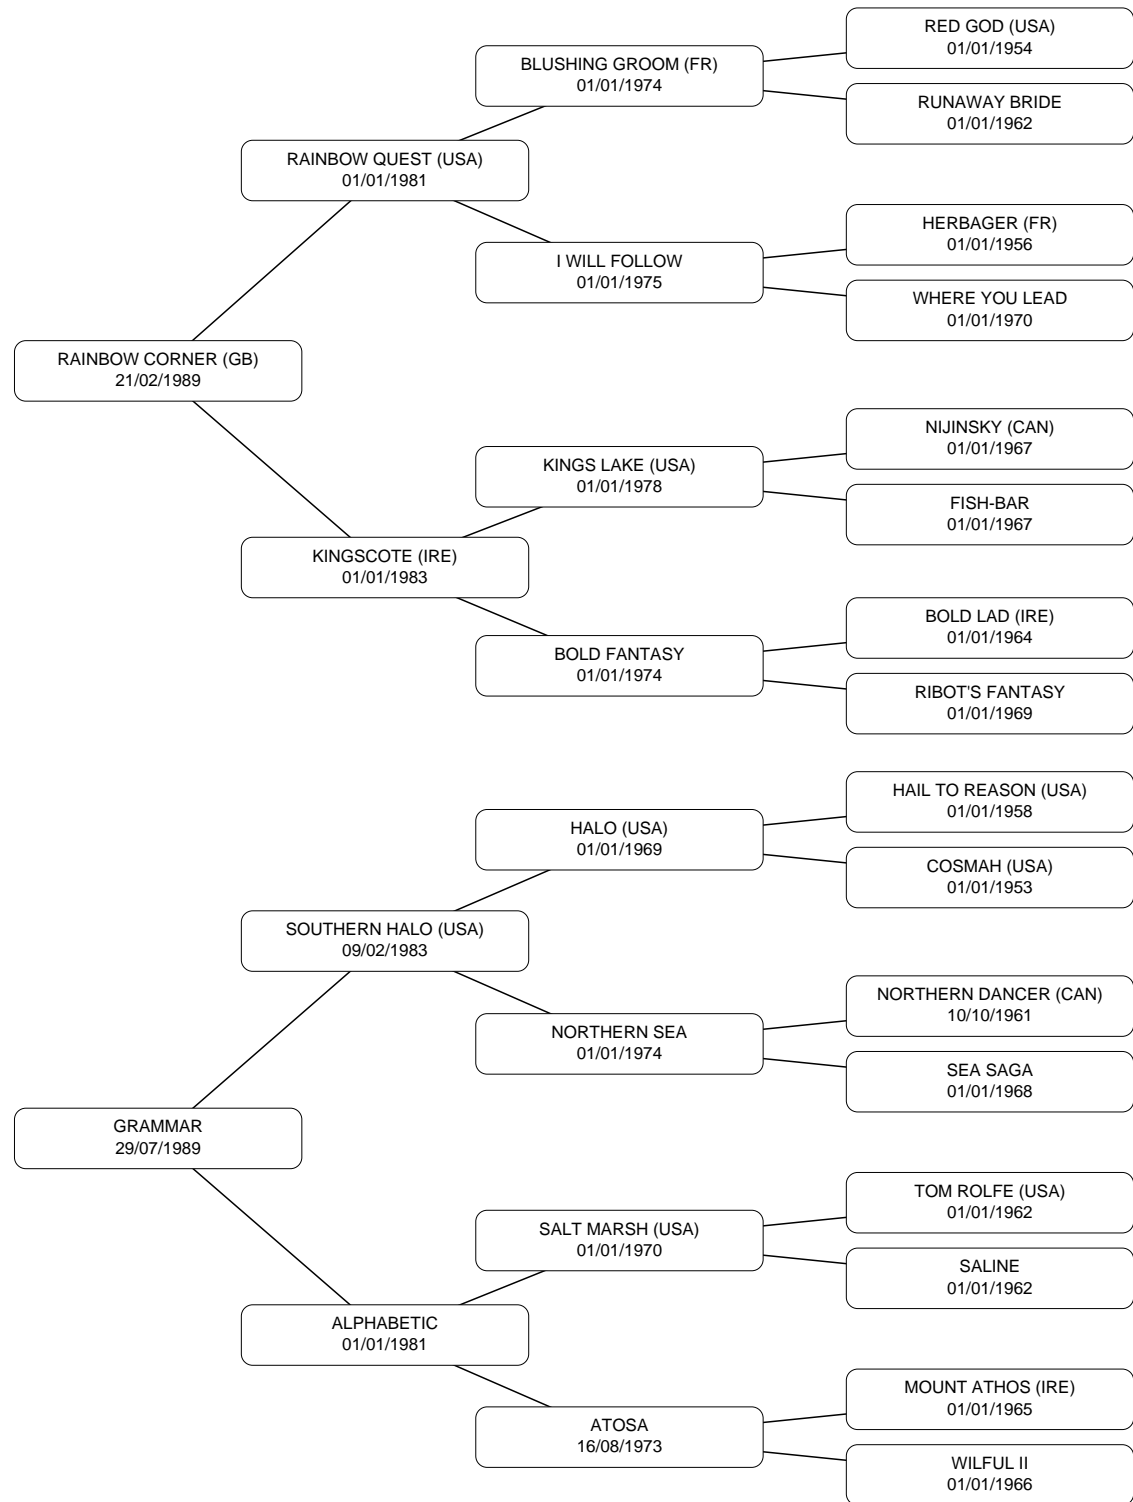 RED GOD (USA)
01/01/1954
BLUSHING GROOM (FR)
01/01/1974
RUNAWAY BRIDE
01/01/1962
RAINBOW QUEST (USA)
01/01/1981
HERBAGER (FR)
01/01/1956
I WILL FOLLOW
01/01/1975
WHERE YOU LEAD
01/01/1970
RAINBOW CORNER (GB)
21/02/1989
NIJINSKY (CAN)
01/01/1967
KINGS LAKE (USA)
01/01/1978
FISH-BAR
01/01/1967
KINGSCOTE (IRE)
01/01/1983
BOLD LAD (IRE)
01/01/1964
BOLD FANTASY
01/01/1974
RIBOT'S FANTASY
01/01/1969
HAIL TO REASON (USA)
01/01/1958
HALO (USA)
01/01/1969
COSMAH (USA)
01/01/1953
SOUTHERN HALO (USA)
09/02/1983
NORTHERN DANCER (CAN)
10/10/1961
NORTHERN SEA
01/01/1974
SEA SAGA
01/01/1968
GRAMMAR
29/07/1989
TOM ROLFE (USA)
01/01/1962
SALT MARSH (USA)
01/01/1970
SALINE
01/01/1962
ALPHABETIC
01/01/1981
MOUNT ATHOS (IRE)
01/01/1965
ATOSA
16/08/1973
WILFUL II
01/01/1966